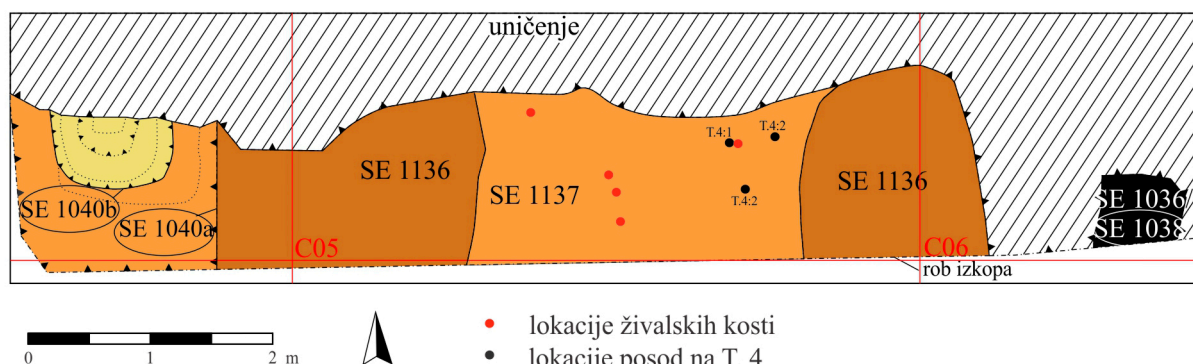 uničenje
T.4:1
T.4:2
SE 1136
SE 1137
SE 1136
T.4:2
SE 1040b
SE 1040a
SE 1036
SE 1038
C05
C06
rob izkopa
lokacije živalskih kosti
lokacije posod na T. 4
0 1 2 m